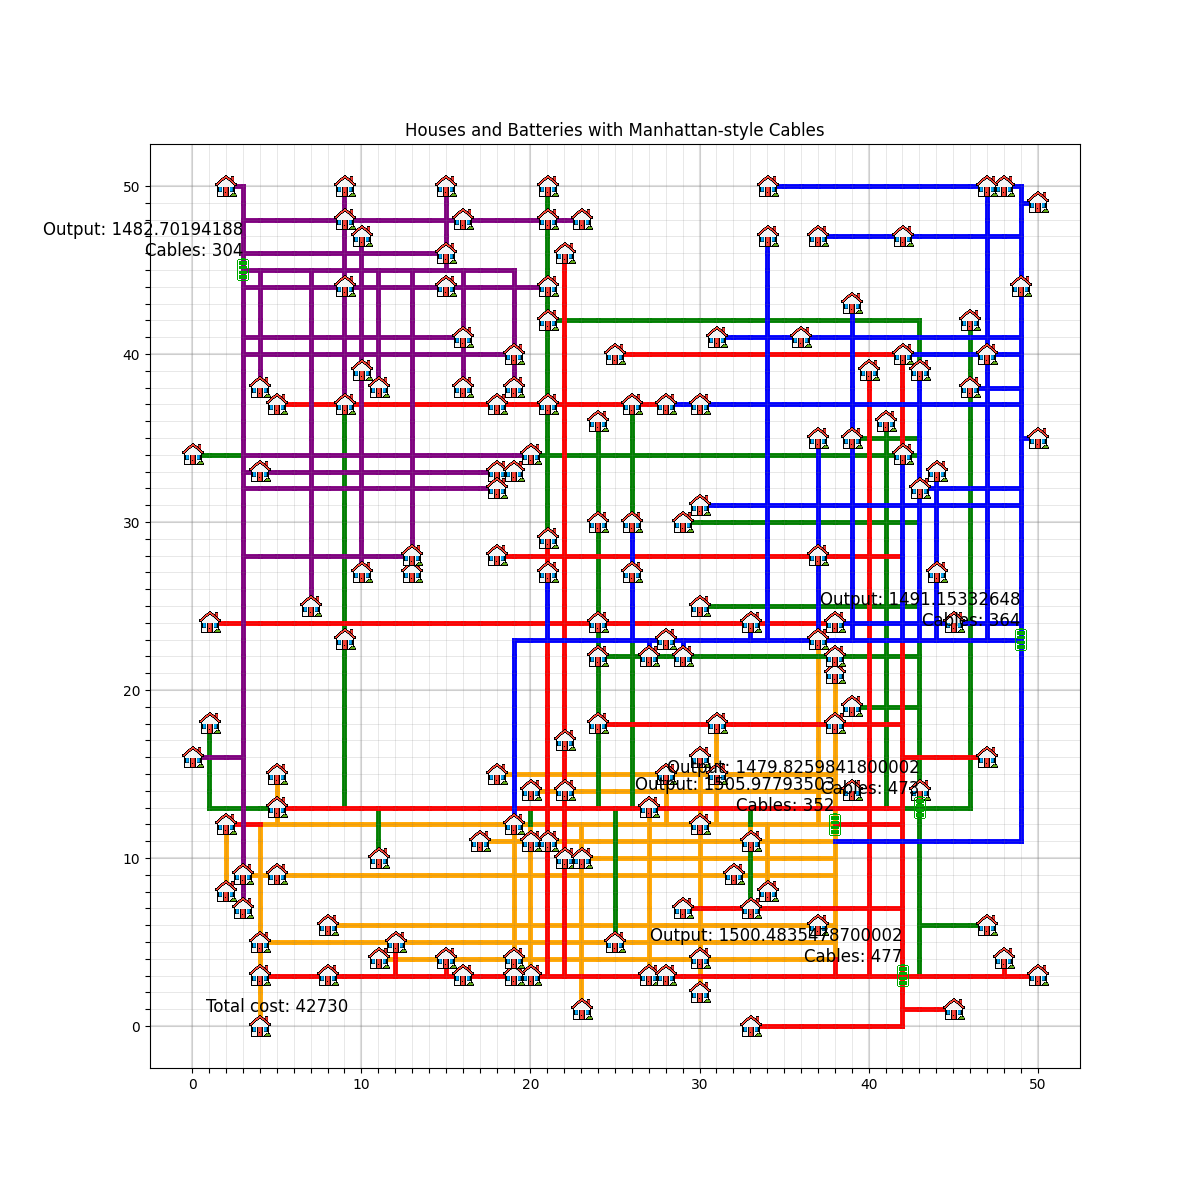 Houses and Batteries with Manhattan-style Cables
50
Output: 1482.70194188
Cables: 304
40
30
Output: 1491.15332648
Cables: 364
20
Output: 1479.8259841800002
Cables: 473
Output: 1505.97793503
Cables: 352
10
Output: 1500.4835478700002
Cables: 477
Total cost: 42730
0
0 10 20 30 40 50